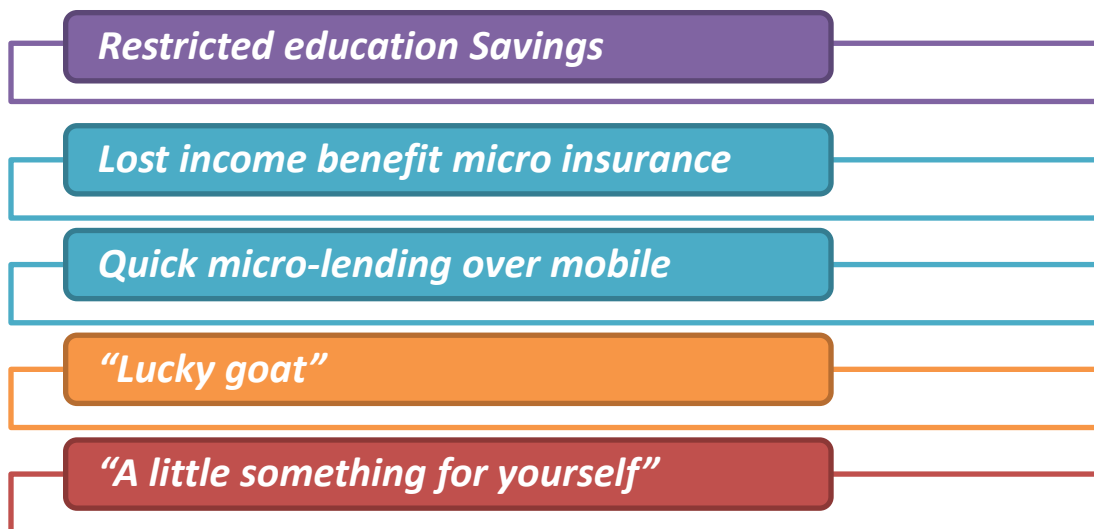 Restricted education Savings
Lost income benefit micro insurance
Quick micro-lending over mobile
“Lucky goat”
“A little something for yourself”